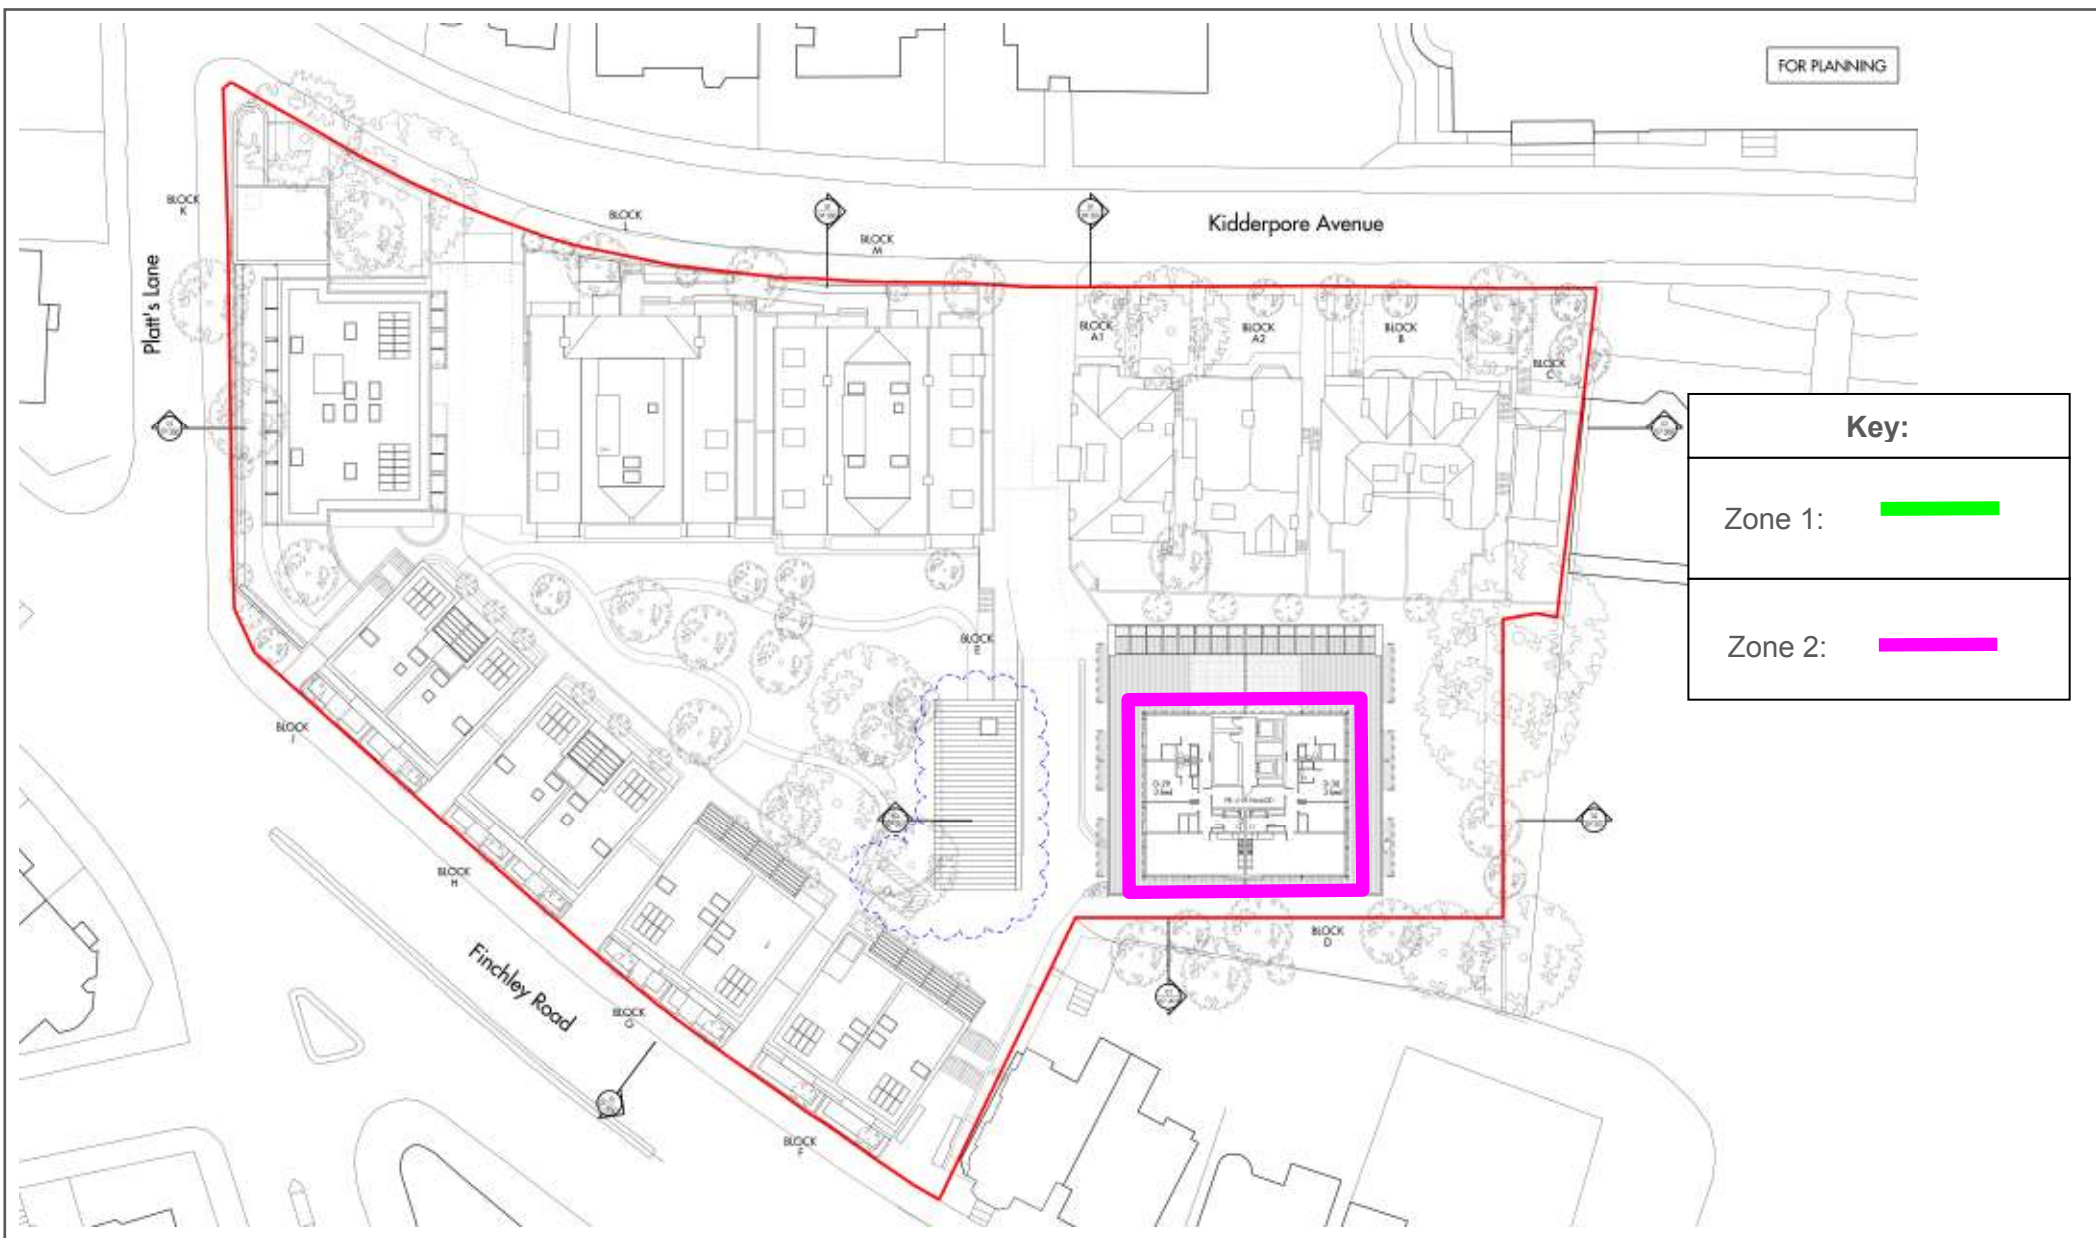 FOR PLANNING
BLOCK
K
BLOCK
L
BLOCK
M
Kidderpore Avenue
Platt's Lane
BLOCK
A1
BLOCK
A2
BLOCK
B
BLOCK
C
Key:
Zone 1:
Zone 2:
BLOCK
E
BLOCK
J
BLOCK
H
BLOCK
D
Finchley Road
BLOCK
G
BLOCK
F